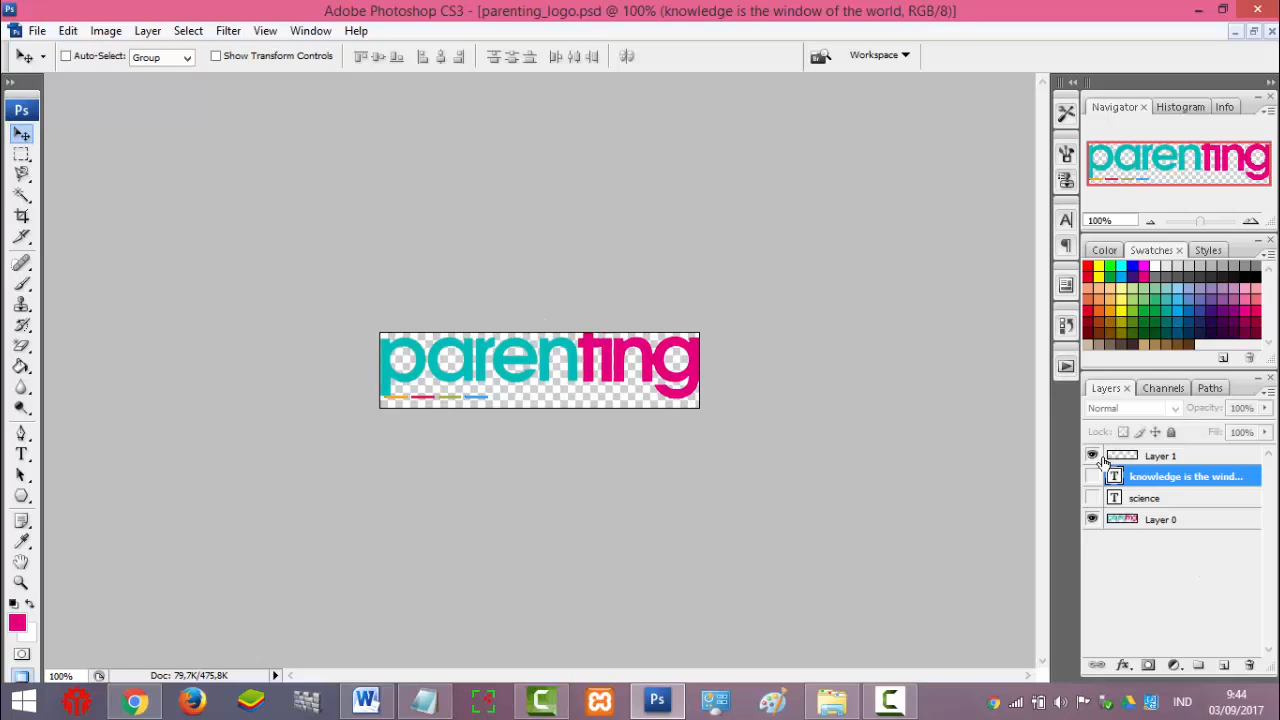 Ps
Adobe Photoshop CS3 - [parenting_logo.psd @ 100% (knowledge is the window of the world, RGB/8)]
File Edit Image Layer Select Filter View Window Help
Auto-Select: Group Show Transform Controls Workspace
Ps
Navigator Histogram Info
parenting
100%
Color Swatches Styles
parenting
Layers Channels Paths
Normal Opacity: 100%
Lock: Fill: 100%
Layer 1
T knowledge is the wind...
T science
Layer 0
100% Doc: 79,7K/475,8K
Ps
IND
9:44
03/09/2017